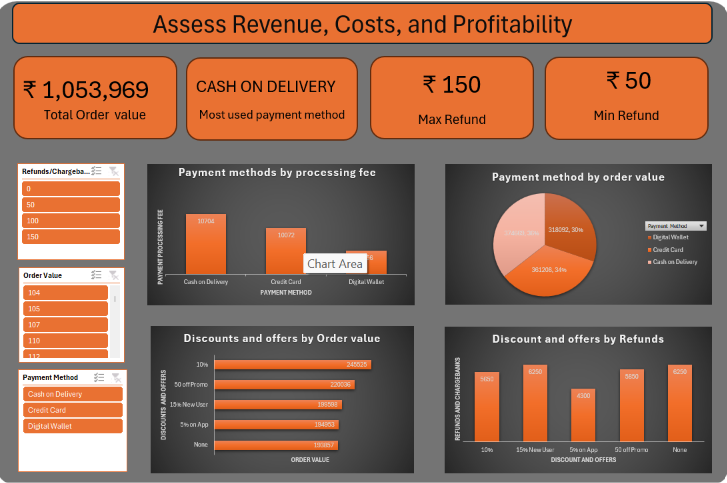 Assess Revenue, Costs, and Profitability
₹ 1,053,969
Total Order value
CASH ON DELIVERY
Most used payment method
₹ 150
Max Refund
₹ 50
Min Refund
Refunds/Chargeba...
0
50
100
150
Order Value
104
105
107
110
112
Payment Method
Cash on Delivery
Credit Card
Digital Wallet
Payment methods by processing fee
PAYMENT PROCESSING FEE
10708
10072
Chart Area
Cash on Delivery
Credit Card
Digital Wallet
PAYMENT METHOD
Payment method by order value
318092, 30%
361208, 34%
Payment_Method
Digital Wallet
Credit Card
Cash on Delivery
Discounts and offers by Order value
DISCOUNTS AND OFFERS
10%
245525
50 off Promo
15% New User
5% on App
None
ORDER VALUE
Discount and offers by Refunds
REFUNDS AND CHARGEBANKS
6250
4300
5850
6250
10%
15% New User
5% on App
50 off Promo
None
DISCOUNT AND OFFERS